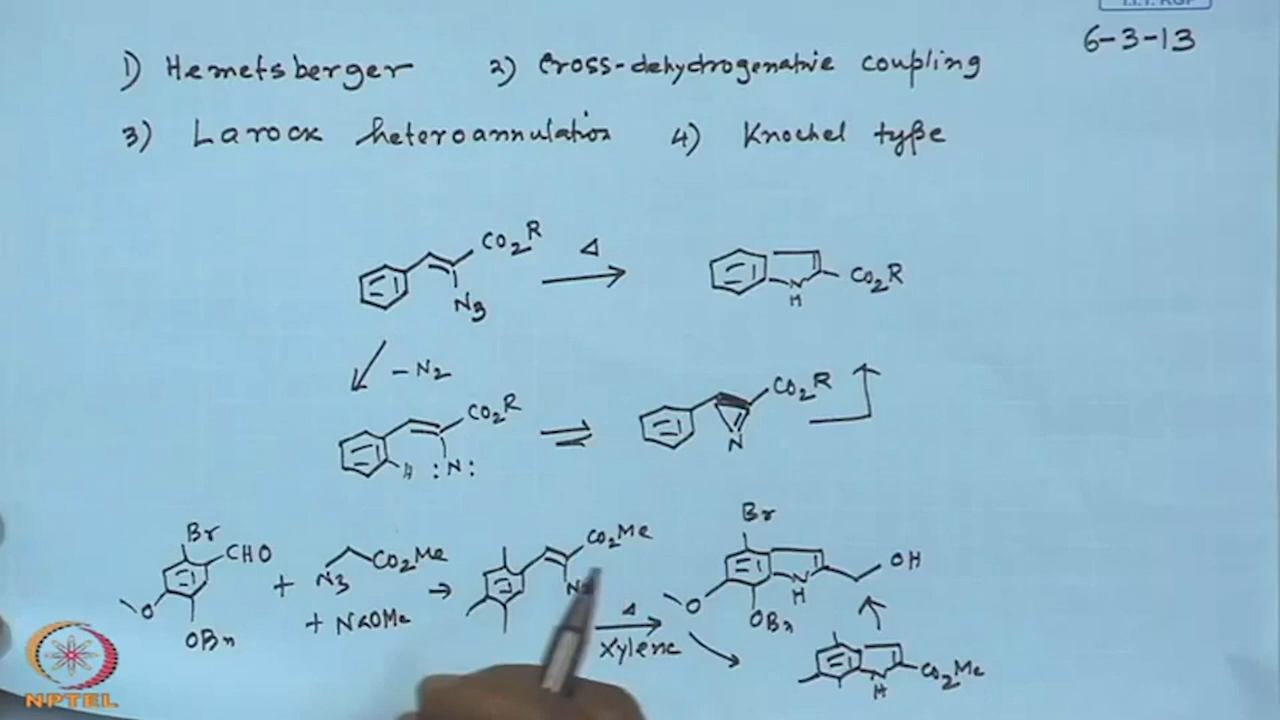 I.I.T. KGP
6-3-13
1) Hemetsberger 2) Cross-dehydrogenative coupling
3) Larock heteroannulation 4) Knochel type
CO2R
N3
Δ
N
H
CO2R
-N2
CO2R
H :N:
CO2R
N
Br
CHO
O
OBn
+
N3
CO2Me
+ NaOMe
CO2Me
N
Δ
Xylene
Br
OH
N
H
O
OBn
CO2Me
N
H
NPTEL